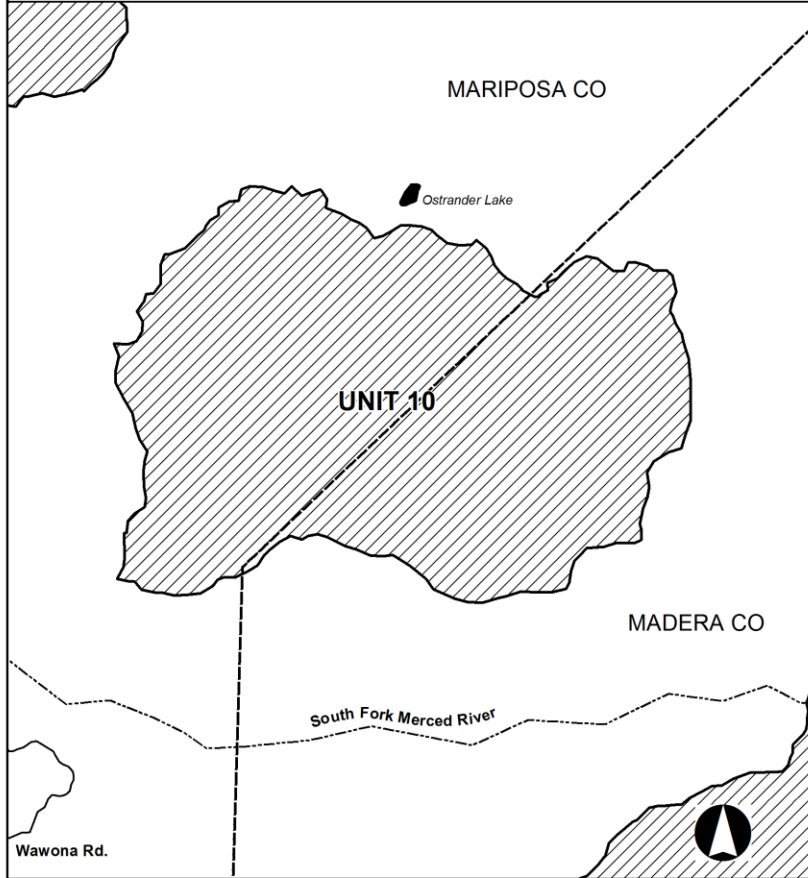 MARIPOSA CO
Ostrander Lake
UNIT 10
MADERA CO
South Fork Merced River
Wawona Rd.